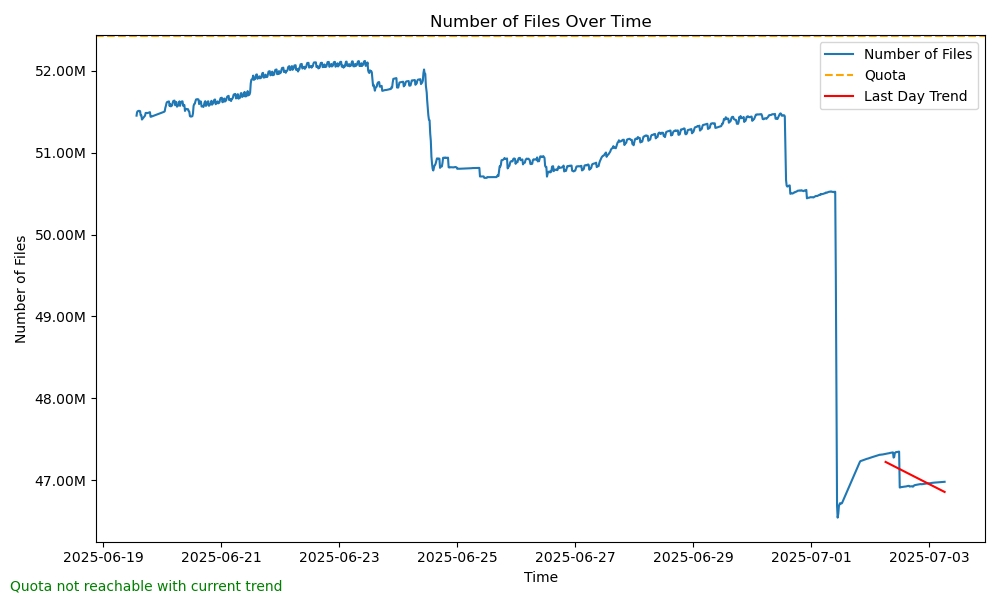 Number of Files Over Time
Number of Files
Quota
Last Day Trend
52.00M
51.00M
50.00M
49.00M
48.00M
47.00M
Number of Files
2025-06-19 2025-06-21 2025-06-23 2025-06-25 2025-06-27 2025-06-29 2025-07-01 2025-07-03
Time
Quota not reachable with current trend